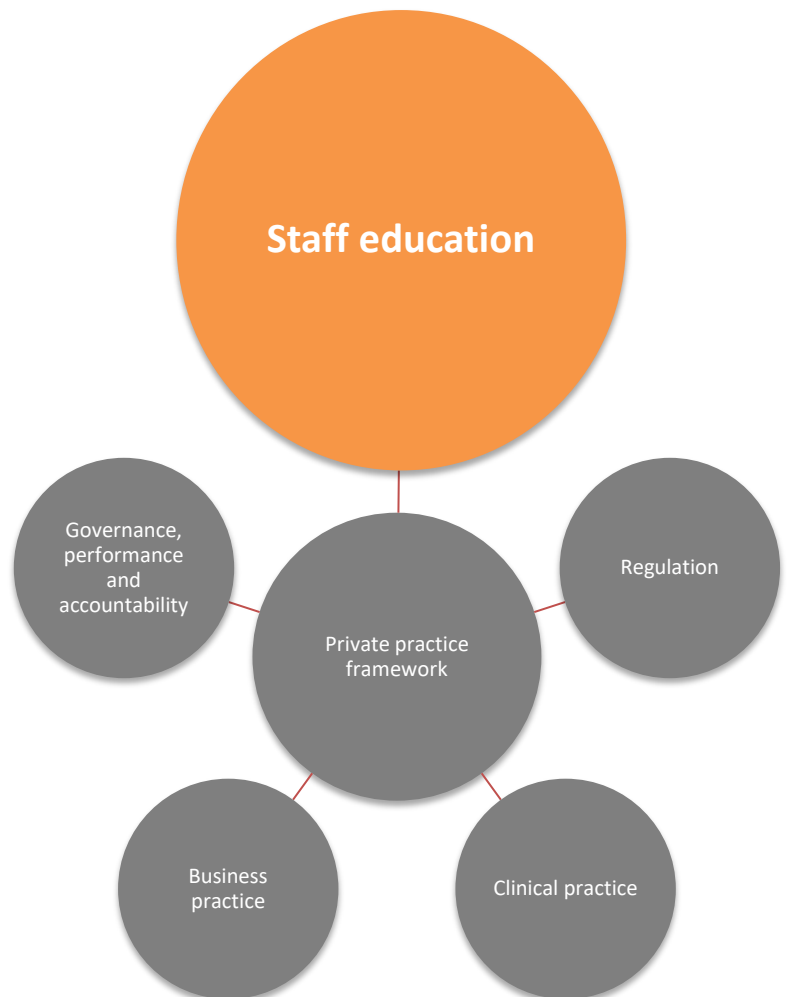 Staff education
Governance,
performance
and
accountability
Regulation
Private practice
framework
Business
practice
Clinical practice